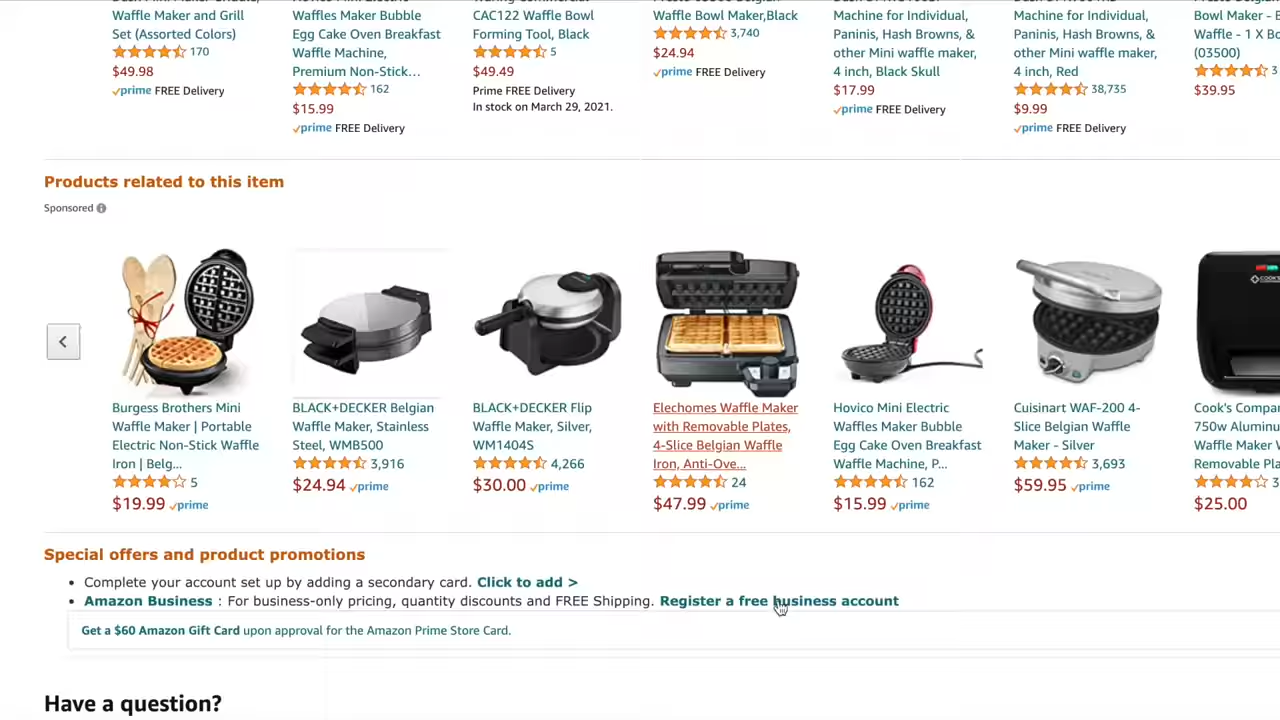 Waffle Maker and Grill
Set (Assorted Colors)
170
$49.98
prime FREE Delivery
Waffles Maker Bubble
Egg Cake Oven Breakfast
Waffle Machine,
Premium Non-Stick…
162
$15.99
prime FREE Delivery
CAC122 Waffle Bowl
Forming Tool, Black
5
$49.49
Prime FREE Delivery
In stock on March 29, 2021.
Waffle Bowl Maker,Black
3,740
$24.94
prime FREE Delivery
Machine for Individual,
Paninis, Hash Browns, &
other Mini waffle maker,
4 inch, Black Skull
$17.99
prime FREE Delivery
Machine for Individual,
Paninis, Hash Browns, &
other Mini waffle maker,
4 inch, Red
38,735
$9.99
prime FREE Delivery
Bowl Maker -
Waffle - 1 X
(03500)
3
$39.95
Products related to this item
Sponsored
Burgess Brothers Mini
Waffle Maker | Portable
Electric Non-Stick Waffle
Iron | Belg...
5
$19.99 prime
BLACK+DECKER Belgian
Waffle Maker, Stainless
Steel, WMB500
3,916
$24.94 prime
BLACK+DECKER Flip
Waffle Maker, Silver,
WM1404S
4,266
$30.00 prime
Elechomes Waffle Maker
with Removable Plates,
4-Slice Belgian Waffle
Iron, Anti-Ove...
24
$47.99 prime
Hovico Mini Electric
Waffles Maker Bubble
Egg Cake Oven Breakfast
Waffle Machine, P...
162
$15.99 prime
Cuisinart WAF-200 4-
Slice Belgian Waffle
Maker - Silver
3,693
$59.95 prime
Cook's Compa
750w Aluminu
Waffle Maker
Removable Pla
3
$25.00
Special offers and product promotions
• Complete your account set up by adding a secondary card. Click to add >
• Amazon Business : For business-only pricing, quantity discounts and FREE Shipping. Register a free business account
Get a $60 Amazon Gift Card upon approval for the Amazon Prime Store Card.
Have a question?